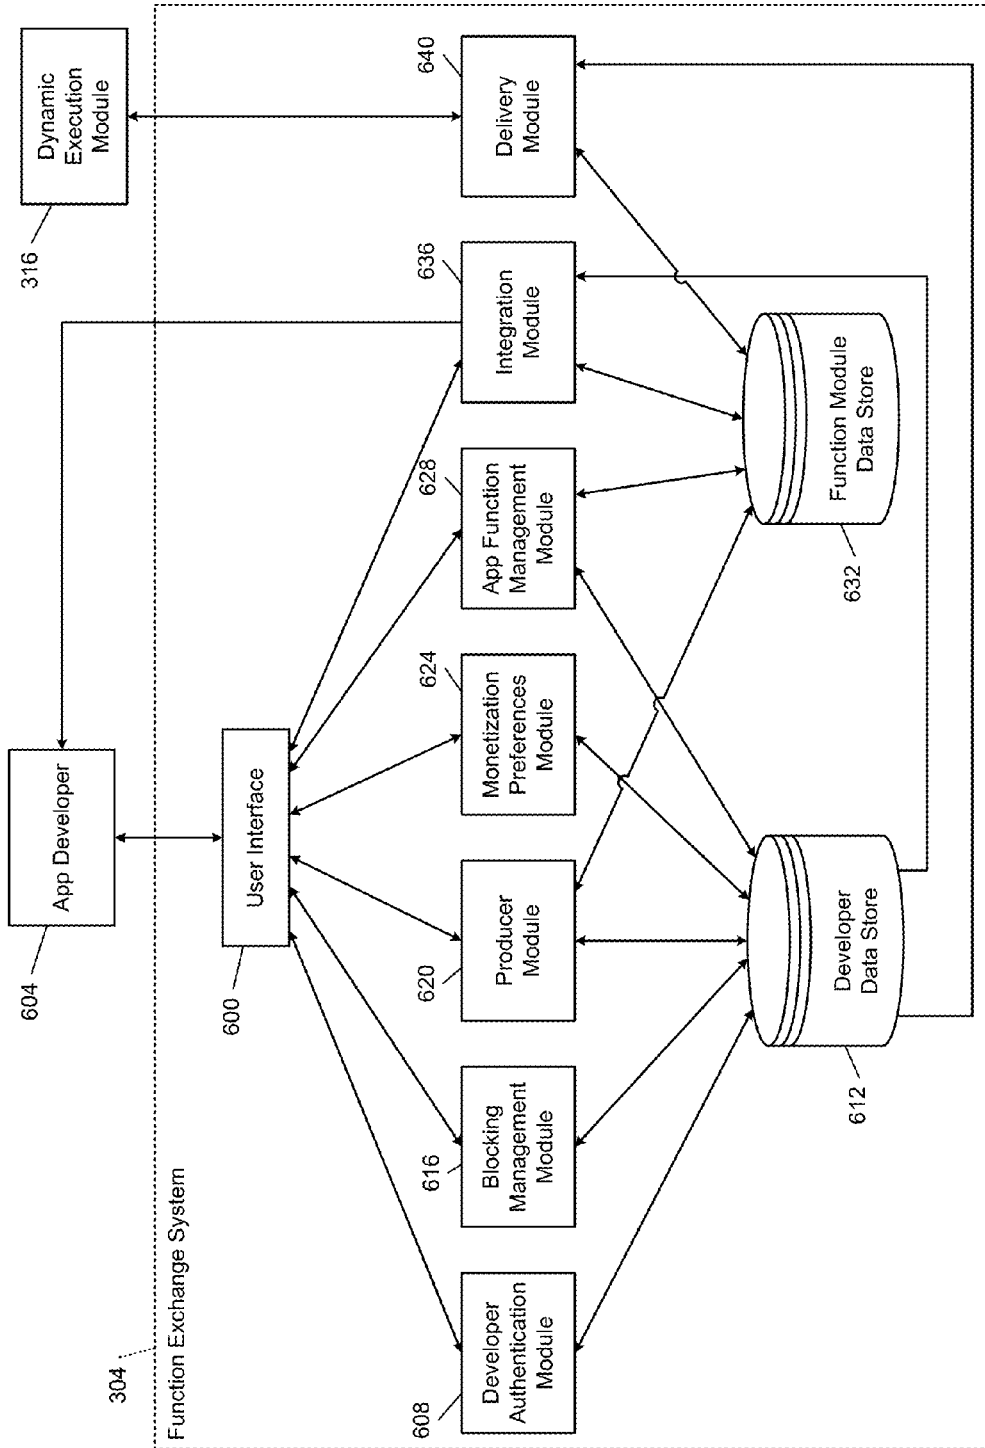 304
Function Exchange System
604
App Developer
316
Dynamic
Execution
Module
600
User Interface
608
Developer
Authentication
Module
616
Blocking
Management
Module
620
Producer
Module
624
Monetization
Preferences
Module
628
App Function
Management
Module
636
Integration
Module
640
Delivery
Module
612
Developer
Data Store
632
Function Module
Data Store